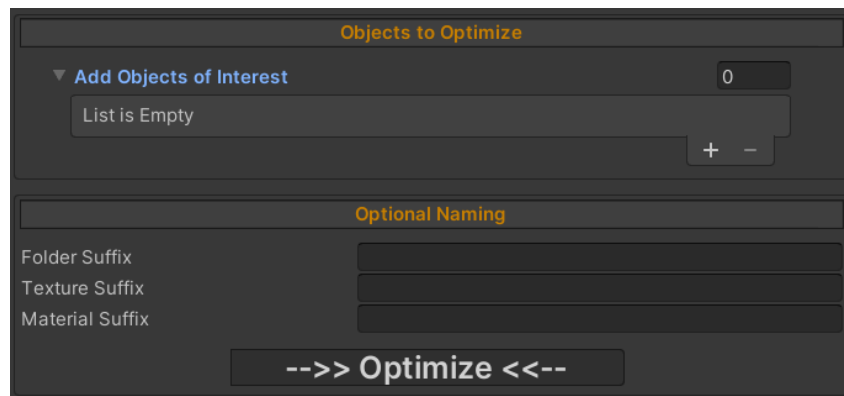 Objects to Optimize
Add Objects of Interest 0
List is Empty
+ −
Optional Naming
Folder Suffix
Texture Suffix
Material Suffix
-->> Optimize <<--